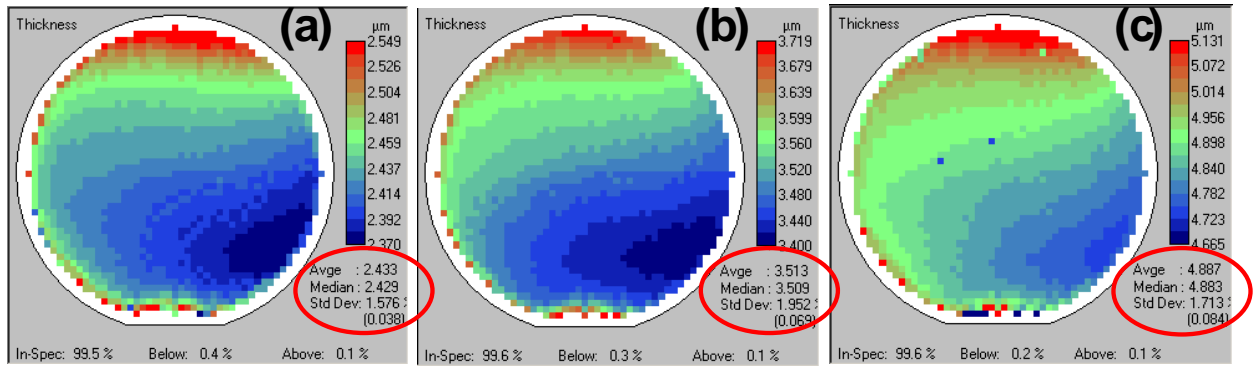 Thickness
(a)
µm
2.549
2.526
2.504
2.481
2.459
2.437
2.414
2.392
2.370
Avge : 2.433
Median : 2.429
Std Dev: 1.576 %
(0.038)
In-Spec: 99.5 % Below: 0.4 % Above: 0.1 %
Thickness
(b)
µm
3.719
3.679
3.639
3.599
3.560
3.520
3.480
3.440
3.400
Avge : 3.513
Median : 3.509
Std Dev: 1.952 %
(0.069)
In-Spec: 99.6 % Below: 0.3 % Above: 0.1 %
Thickness
(c)
µm
5.131
5.072
5.014
4.956
4.898
4.840
4.782
4.723
4.665
Avge : 4.887
Median : 4.883
Std Dev: 1.713 %
(0.084)
In-Spec: 99.6 % Below: 0.2 % Above: 0.1 %